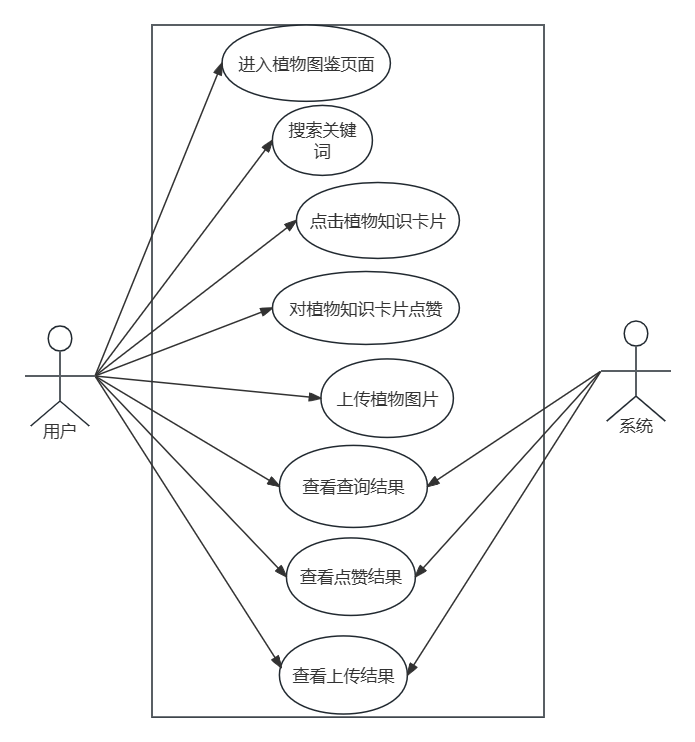 进入植物图鉴页面
搜索关键
词
点击植物知识卡片
对植物知识卡片点赞
上传植物图片
用户
系统
查看查询结果
查看点赞结果
查看上传结果